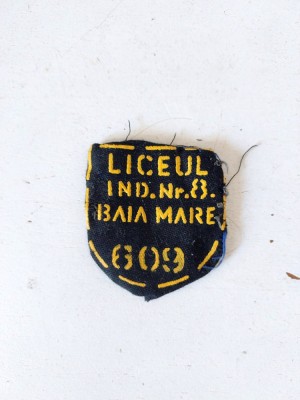 LICEUL
IND.Nr.8.
BAIA MARE
609